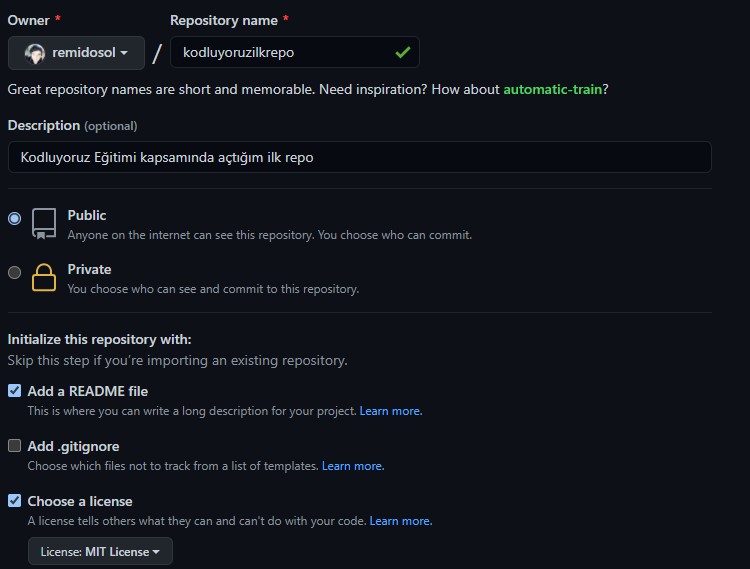 Owner * Repository name *
remidosol / kodluyoruzilkrepo
Great repository names are short and memorable. Need inspiration? How about automatic-train?
Description (optional)
Kodluyoruz Eğitimi kapsamında açtığım ilk repo
Public
Anyone on the internet can see this repository. You choose who can commit.
Private
You choose who can see and commit to this repository.
Initialize this repository with:
Skip this step if you're importing an existing repository.
Add a README file
This is where you can write a long description for your project. Learn more.
Add .gitignore
Choose which files not to track from a list of templates. Learn more.
Choose a license
A license tells others what they can and can't do with your code. Learn more.
License: MIT License